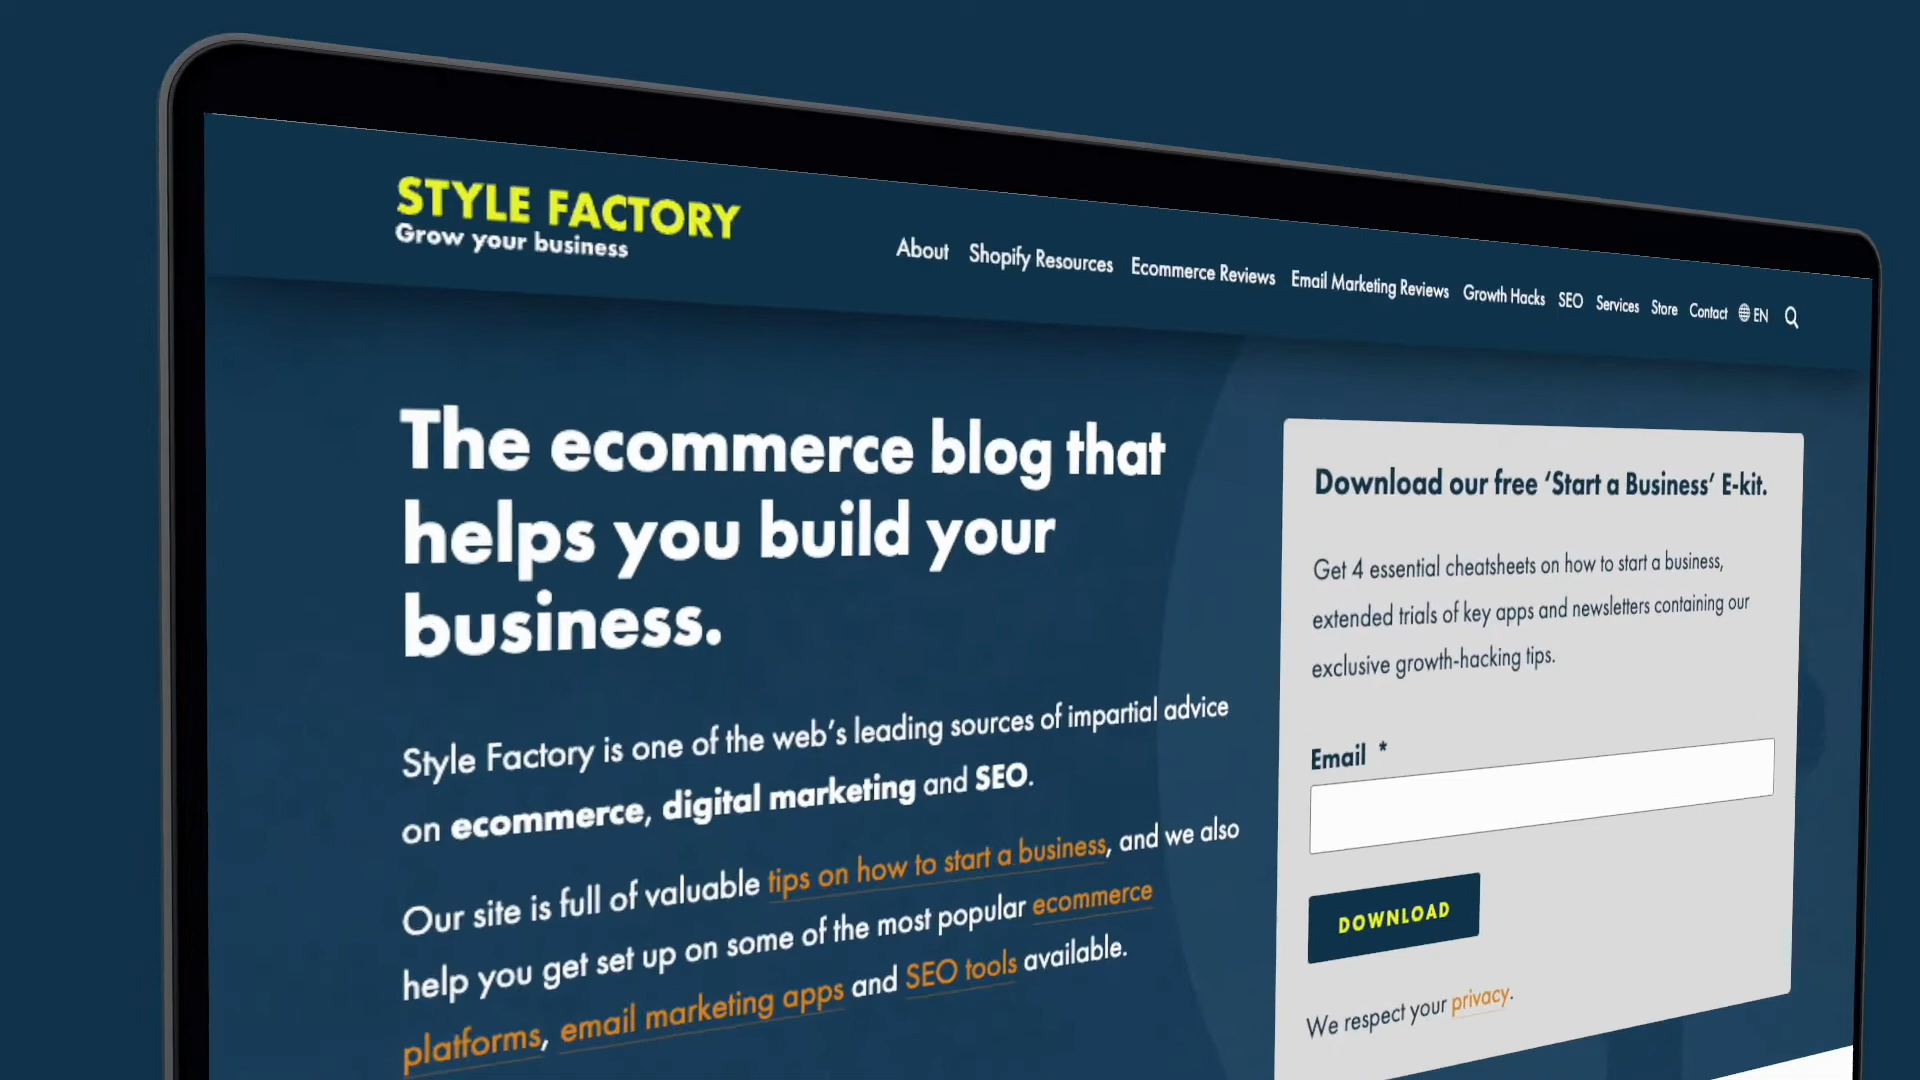 STYLE FACTORY
Grow your business
About Shopify Resources Ecommerce Reviews Email Marketing Reviews Growth Hacks SEO Services Store Contact EN
The ecommerce blog that
helps you build your
business.
Style Factory is one of the web’s leading sources of impartial advice
on ecommerce, digital marketing and SEO.
Our site is full of valuable tips on how to start a business, and we also
help you get set up on some of the most popular ecommerce
platforms, email marketing apps and SEO tools available.
Download our free ‘Start a Business’ E-kit.
Get 4 essential cheatsheets on how to start a business,
extended trials of key apps and newsletters containing our
exclusive growth-hacking tips.
Email *
DOWNLOAD
We respect your privacy.